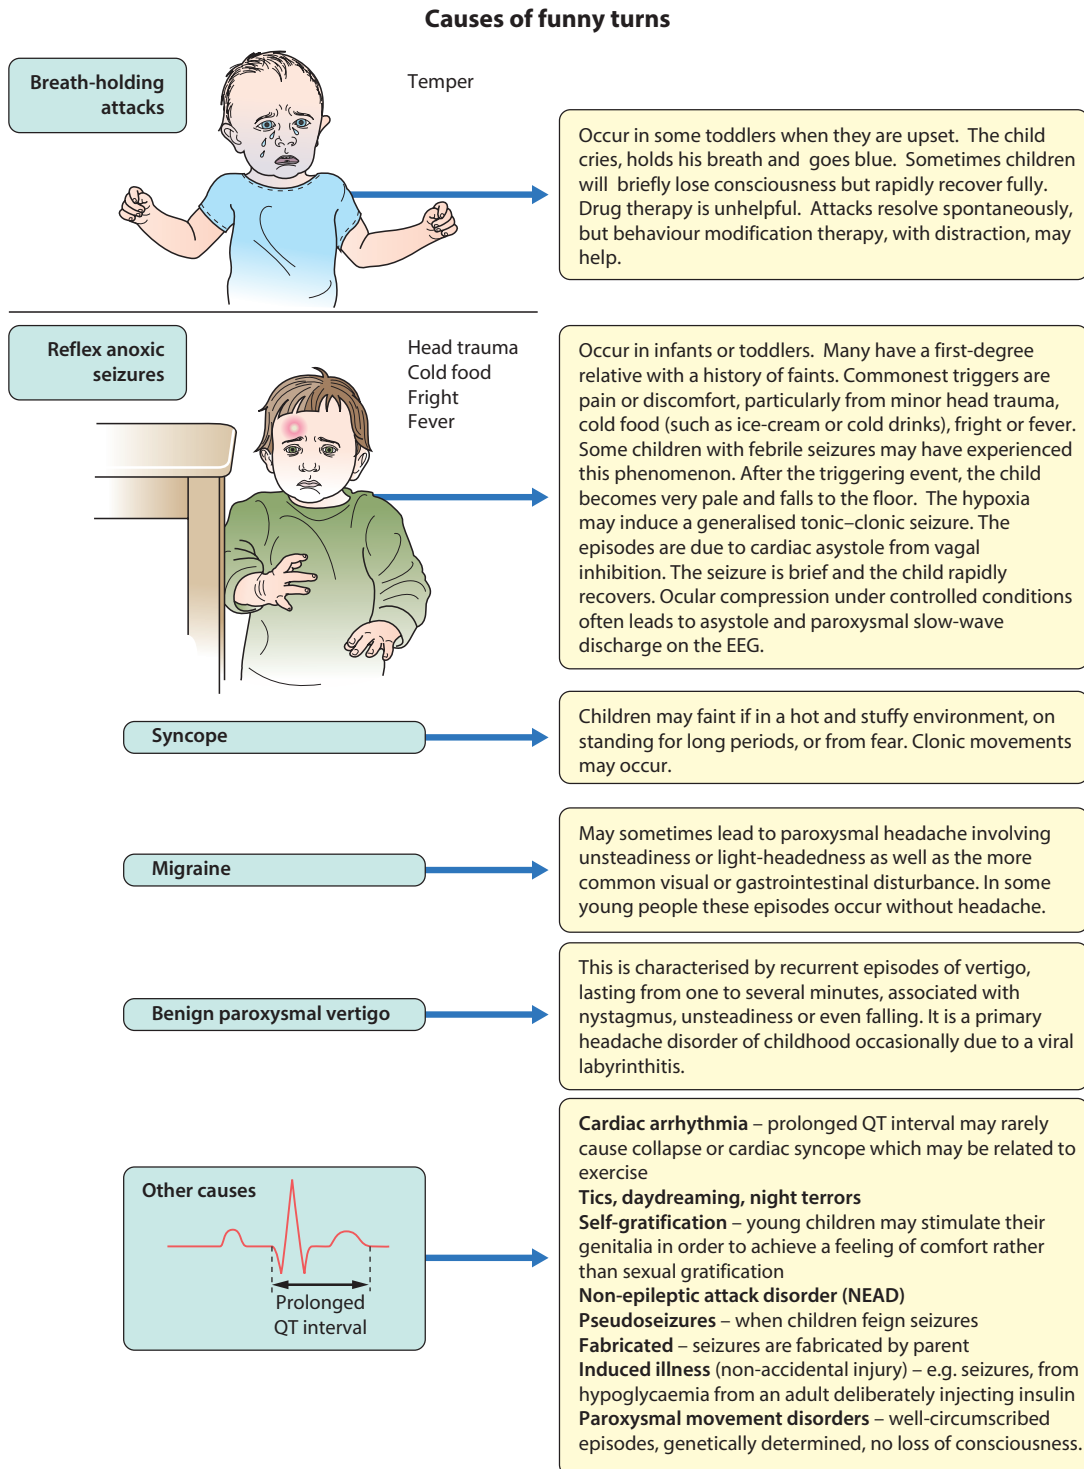 Causes of funny turns
Breath-holding
attacks
Temper
Occur in some toddlers when they are upset. The child
cries, holds his breath and goes blue. Sometimes children
will briefly lose consciousness but rapidly recover fully.
Drug therapy is unhelpful. Attacks resolve spontaneously,
but behaviour modification therapy, with distraction, may
help.
Reflex anoxic
seizures
Head trauma
Cold food
Fright
Fever
Occur in infants or toddlers. Many have a first-degree
relative with a history of faints. Commonest triggers are
pain or discomfort, particularly from minor head trauma,
cold food (such as ice-cream or cold drinks), fright or fever.
Some children with febrile seizures may have experienced
this phenomenon. After the triggering event, the child
becomes very pale and falls to the floor. The hypoxia
may induce a generalised tonic–clonic seizure. The
episodes are due to cardiac asystole from vagal
inhibition. The seizure is brief and the child rapidly
recovers. Ocular compression under controlled conditions
often leads to asystole and paroxysmal slow-wave
discharge on the EEG.
Syncope
Children may faint if in a hot and stuffy environment, on
standing for long periods, or from fear. Clonic movements
may occur.
Migraine
May sometimes lead to paroxysmal headache involving
unsteadiness or light-headedness as well as the more
common visual or gastrointestinal disturbance. In some
young people these episodes occur without headache.
Benign paroxysmal vertigo
This is characterised by recurrent episodes of vertigo,
lasting from one to several minutes, associated with
nystagmus, unsteadiness or even falling. It is a primary
headache disorder of childhood occasionally due to a viral
labyrinthitis.
Other causes
Prolonged
QT interval
Cardiac arrhythmia – prolonged QT interval may rarely
cause collapse or cardiac syncope which may be related to
exercise
Tics, daydreaming, night terrors
Self-gratification – young children may stimulate their
genitalia in order to achieve a feeling of comfort rather
than sexual gratification
Non-epileptic attack disorder (NEAD)
Pseudoseizures – when children feign seizures
Fabricated – seizures are fabricated by parent
Induced illness (non-accidental injury) – e.g. seizures, from
hypoglycaemia from an adult deliberately injecting insulin
Paroxysmal movement disorders – well-circumscribed
episodes, genetically determined, no loss of consciousness.